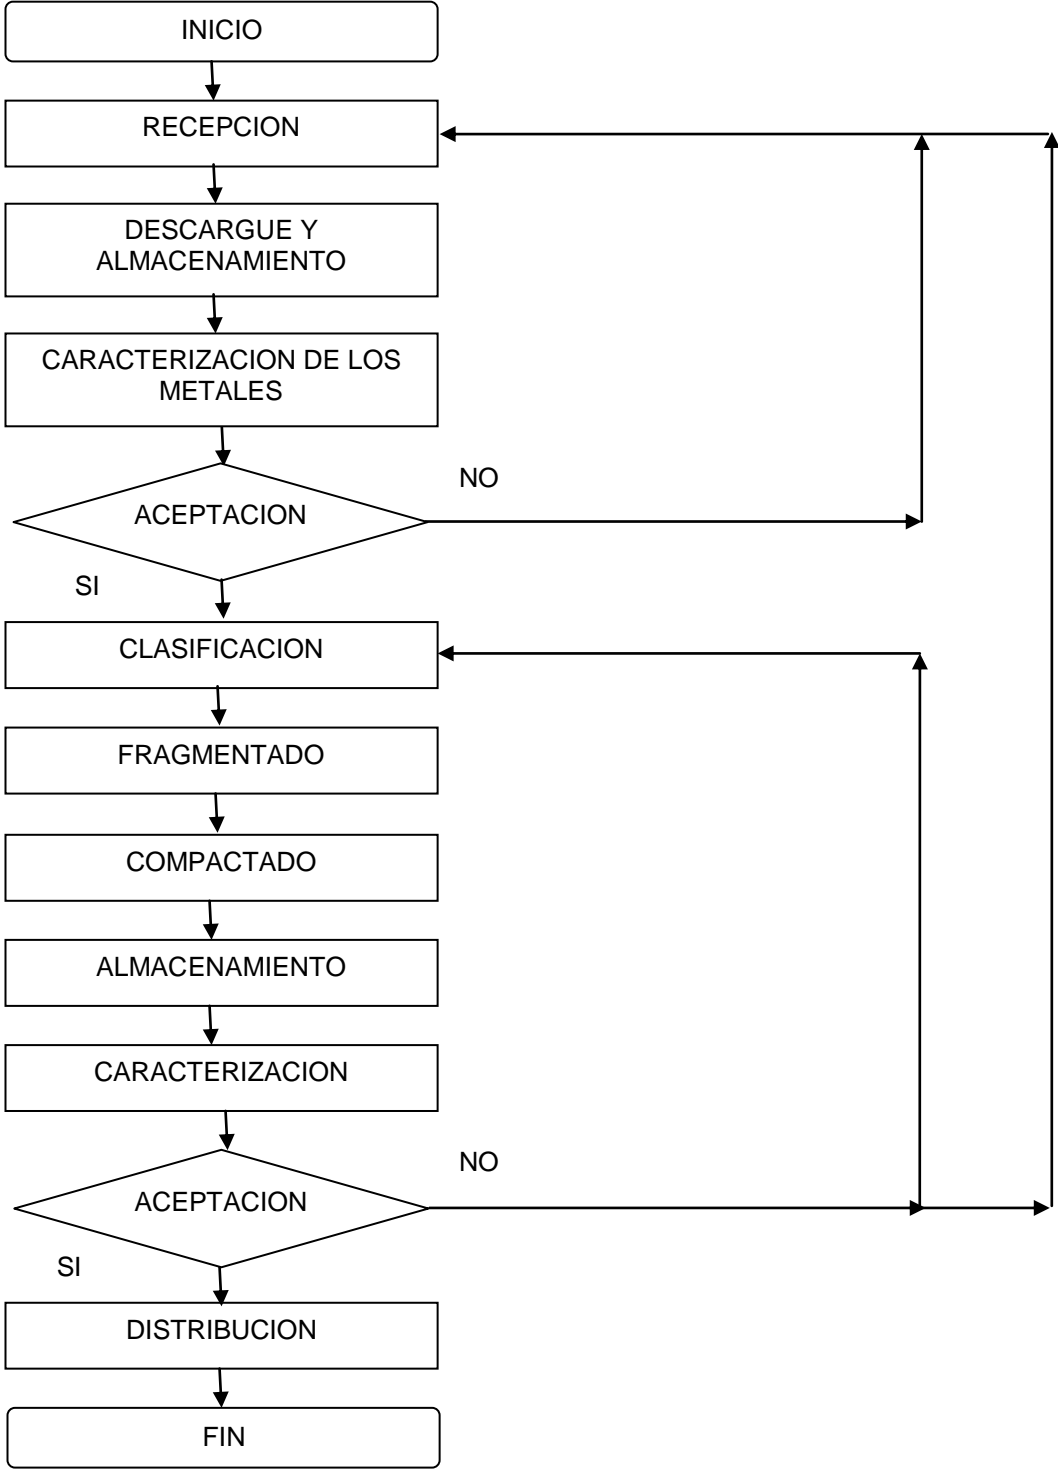 INICIO
RECEPCION
DESCARGUE Y
ALMACENAMIENTO
CARACTERIZACION DE LOS
METALES
NO
ACEPTACION
SI
CLASIFICACION
FRAGMENTADO
COMPACTADO
ALMACENAMIENTO
CARACTERIZACION
NO
ACEPTACION
SI
DISTRIBUCION
FIN